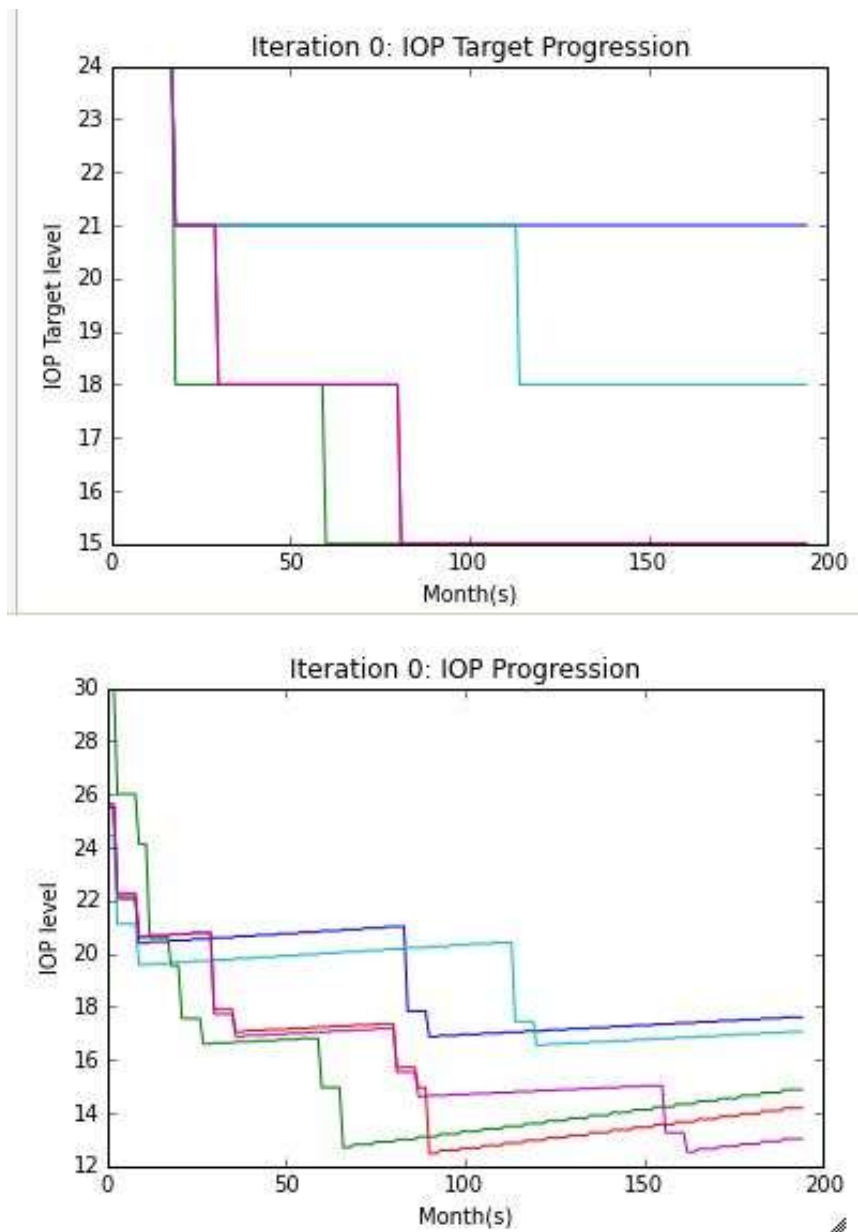 Iteration 0: IOP Target Progression
24
23
22
21
20
19
18
17
16
15
IOP Target level
0 50 100 150 200
Month(s)
Iteration 0: IOP Progression
30
28
26
24
22
20
18
16
14
12
IOP level
0 50 100 150 200
Month(s)